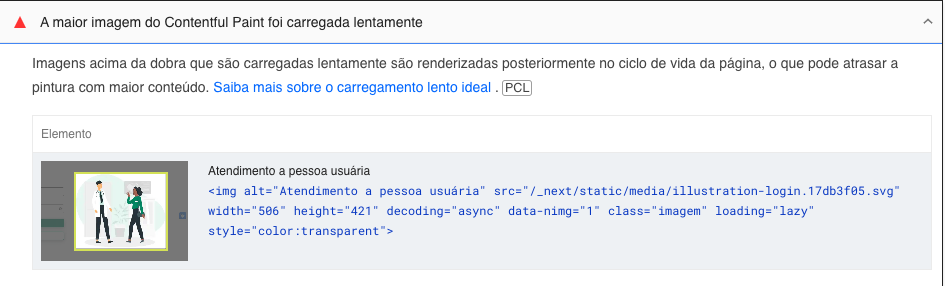 A maior imagem do Contentful Paint foi carregada lentamente
Imagens acima da dobra que são carregadas lentamente são renderizadas posteriormente no ciclo de vida da página, o que pode atrasar a
pintura com maior conteúdo. Saiba mais sobre o carregamento lento ideal . PCL
Elemento
Atendimento a pessoa usuária
<img alt="Atendimento a pessoa usuária" src="/_next/static/media/illustration-login.17db3f05.svg"
width="506" height="421" decoding="async" data-nimg="1" class="imagem" loading="lazy"
style="color:transparent">